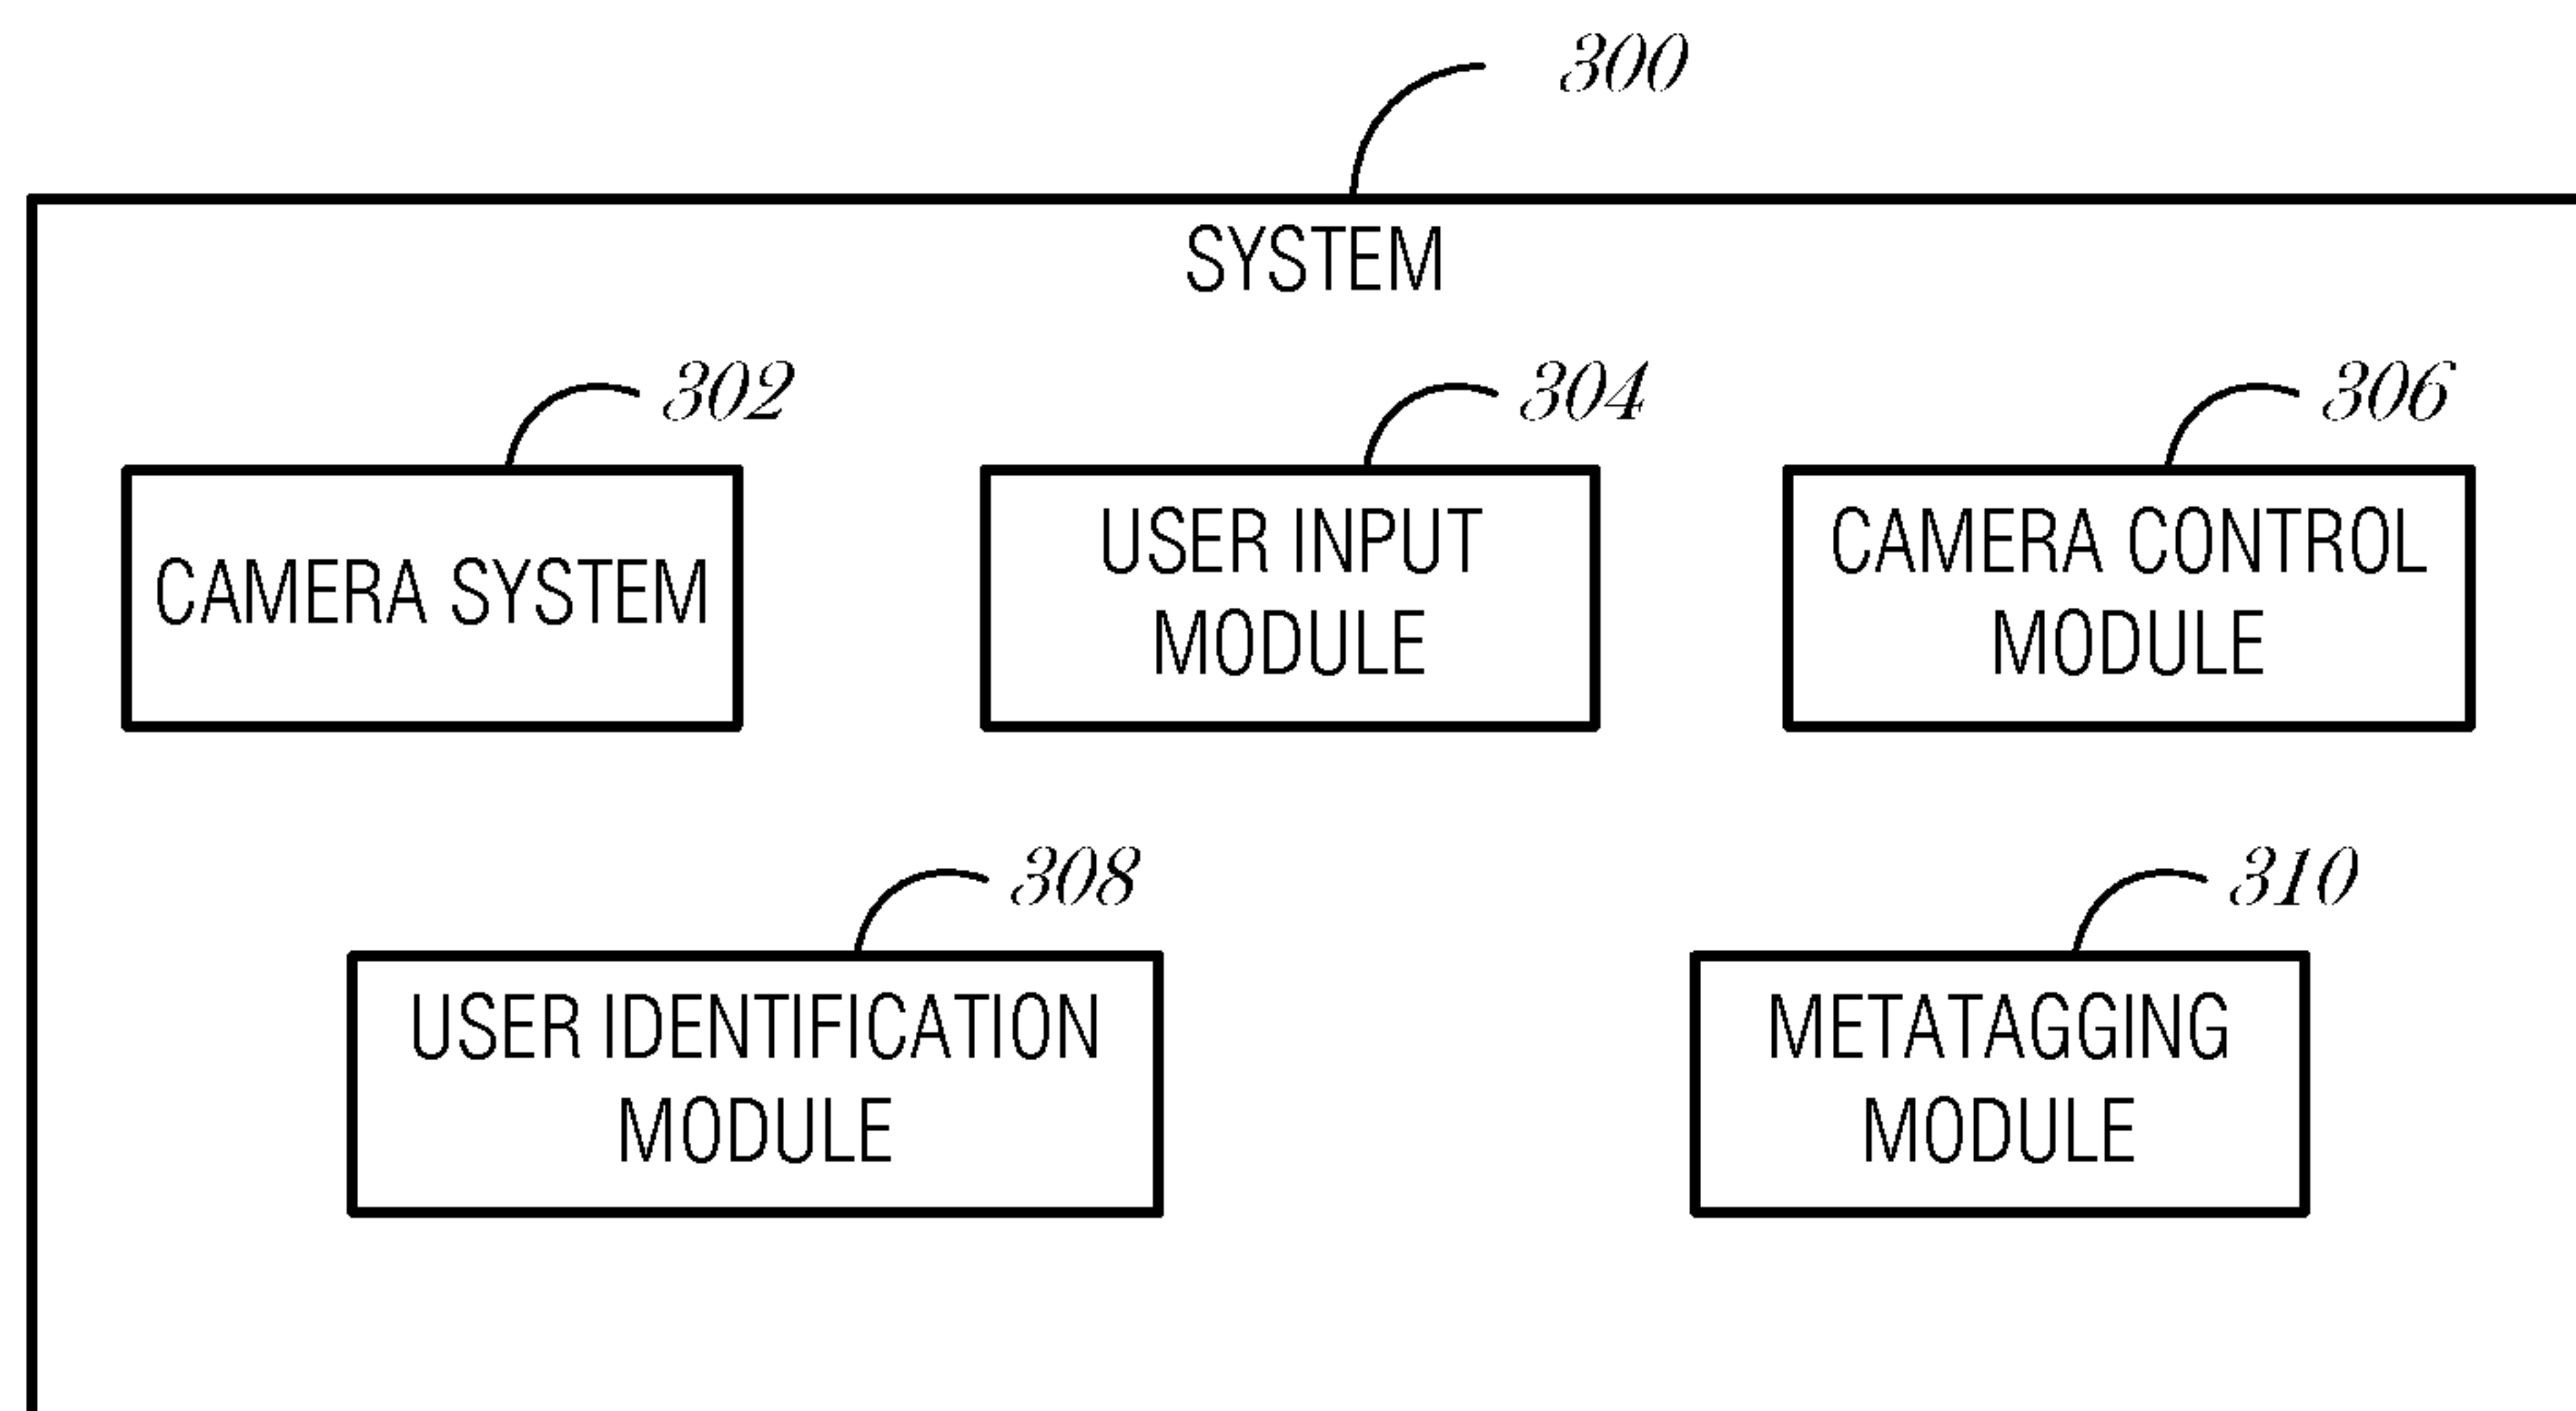 300
SYSTEM
302
304
306
CAMERA SYSTEM
USER INPUT
MODULE
CAMERA CONTROL
MODULE
308
310
USER IDENTIFICATION
MODULE
METATAGGING
MODULE